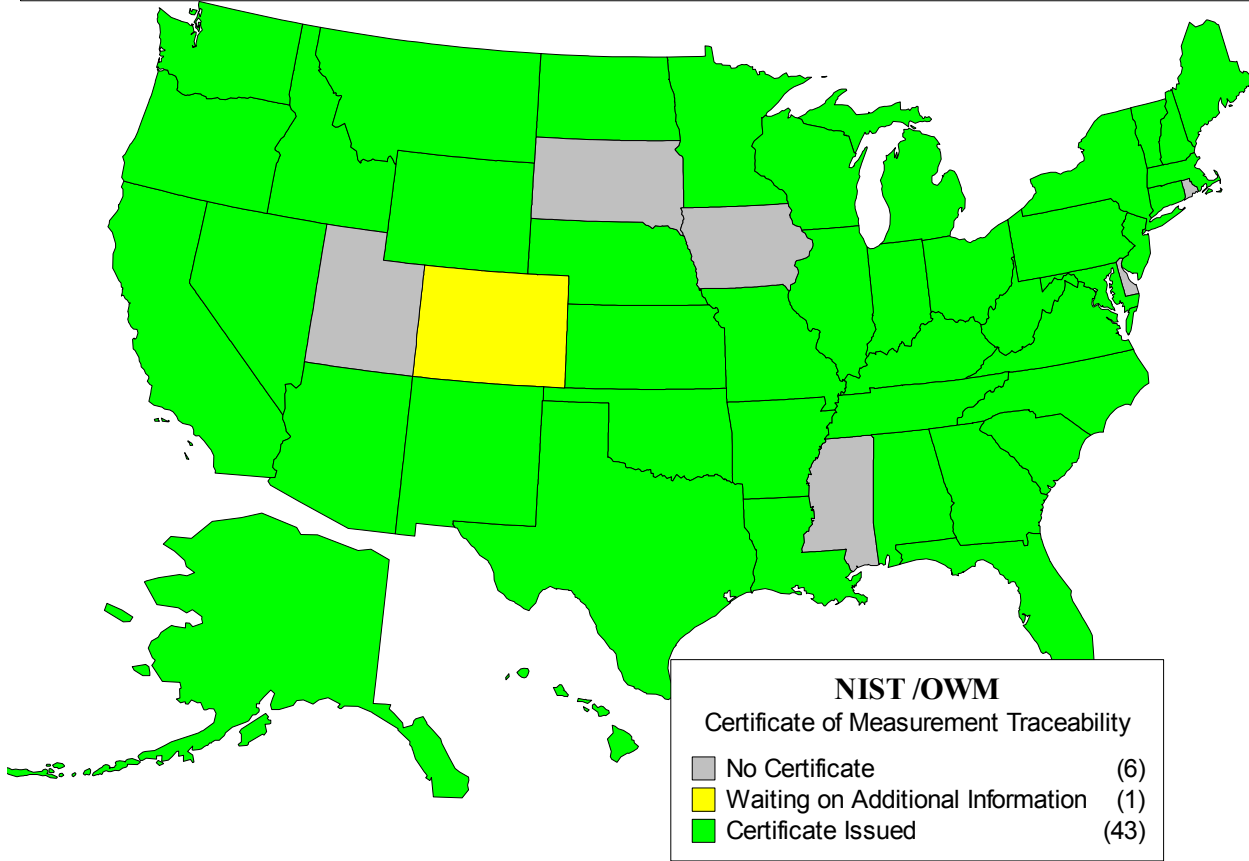 NIST /OWM
Certificate of Measurement Traceability
No Certificate (6)
Waiting on Additional Information (1)
Certificate Issued (43)